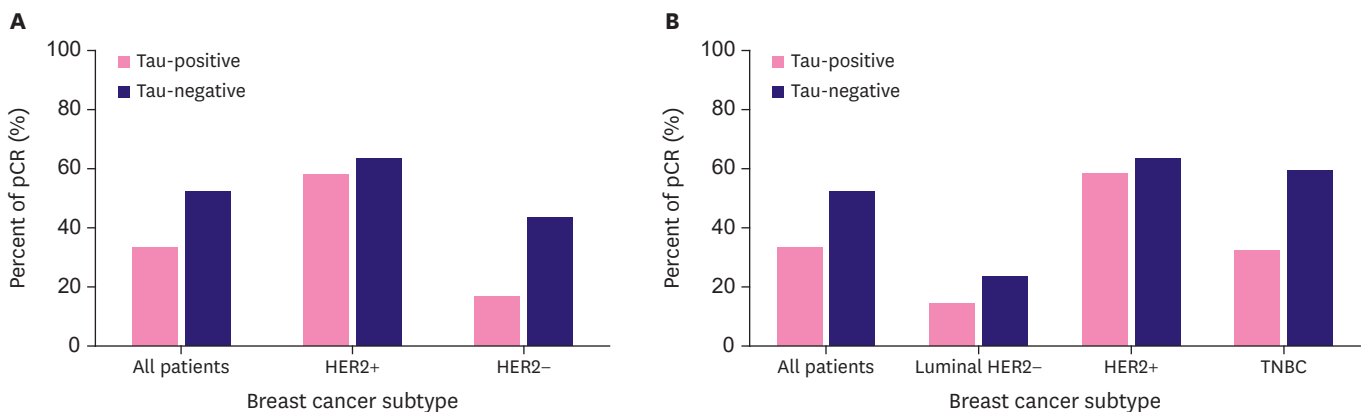 A
Percent of pCR (%)
100
80
60
40
20
0
Tau-positive
Tau-negative
All patients
HER2+
HER2−
Breast cancer subtype
B
Percent of pCR (%)
100
80
60
40
20
0
Tau-positive
Tau-negative
All patients
Luminal HER2−
HER2+
TNBC
Breast cancer subtype